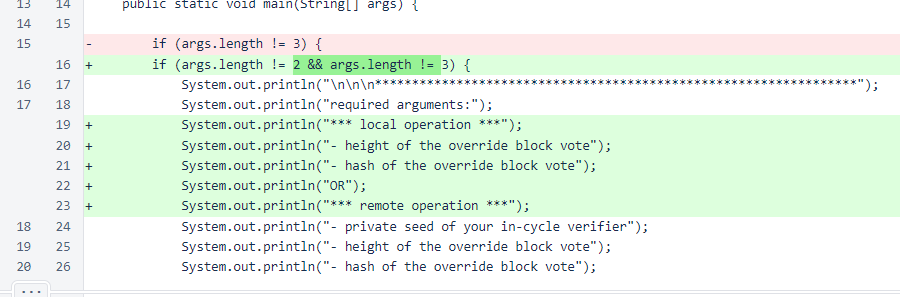 13 14 public static void main(String[] args) {
14 15
15 - if (args.length != 3) {
16 + if (args.length != 2 && args.length != 3) {
16 17 System.out.println("\n\n\n*****************************************************************");
17 18 System.out.println("required arguments:");
19 + System.out.println("*** local operation ***");
20 + System.out.println("- height of the override block vote");
21 + System.out.println("- hash of the override block vote");
22 + System.out.println("OR");
23 + System.out.println("*** remote operation ***");
18 24 System.out.println("- private seed of your in-cycle verifier");
19 25 System.out.println("- height of the override block vote");
20 26 System.out.println("- hash of the override block vote");
...